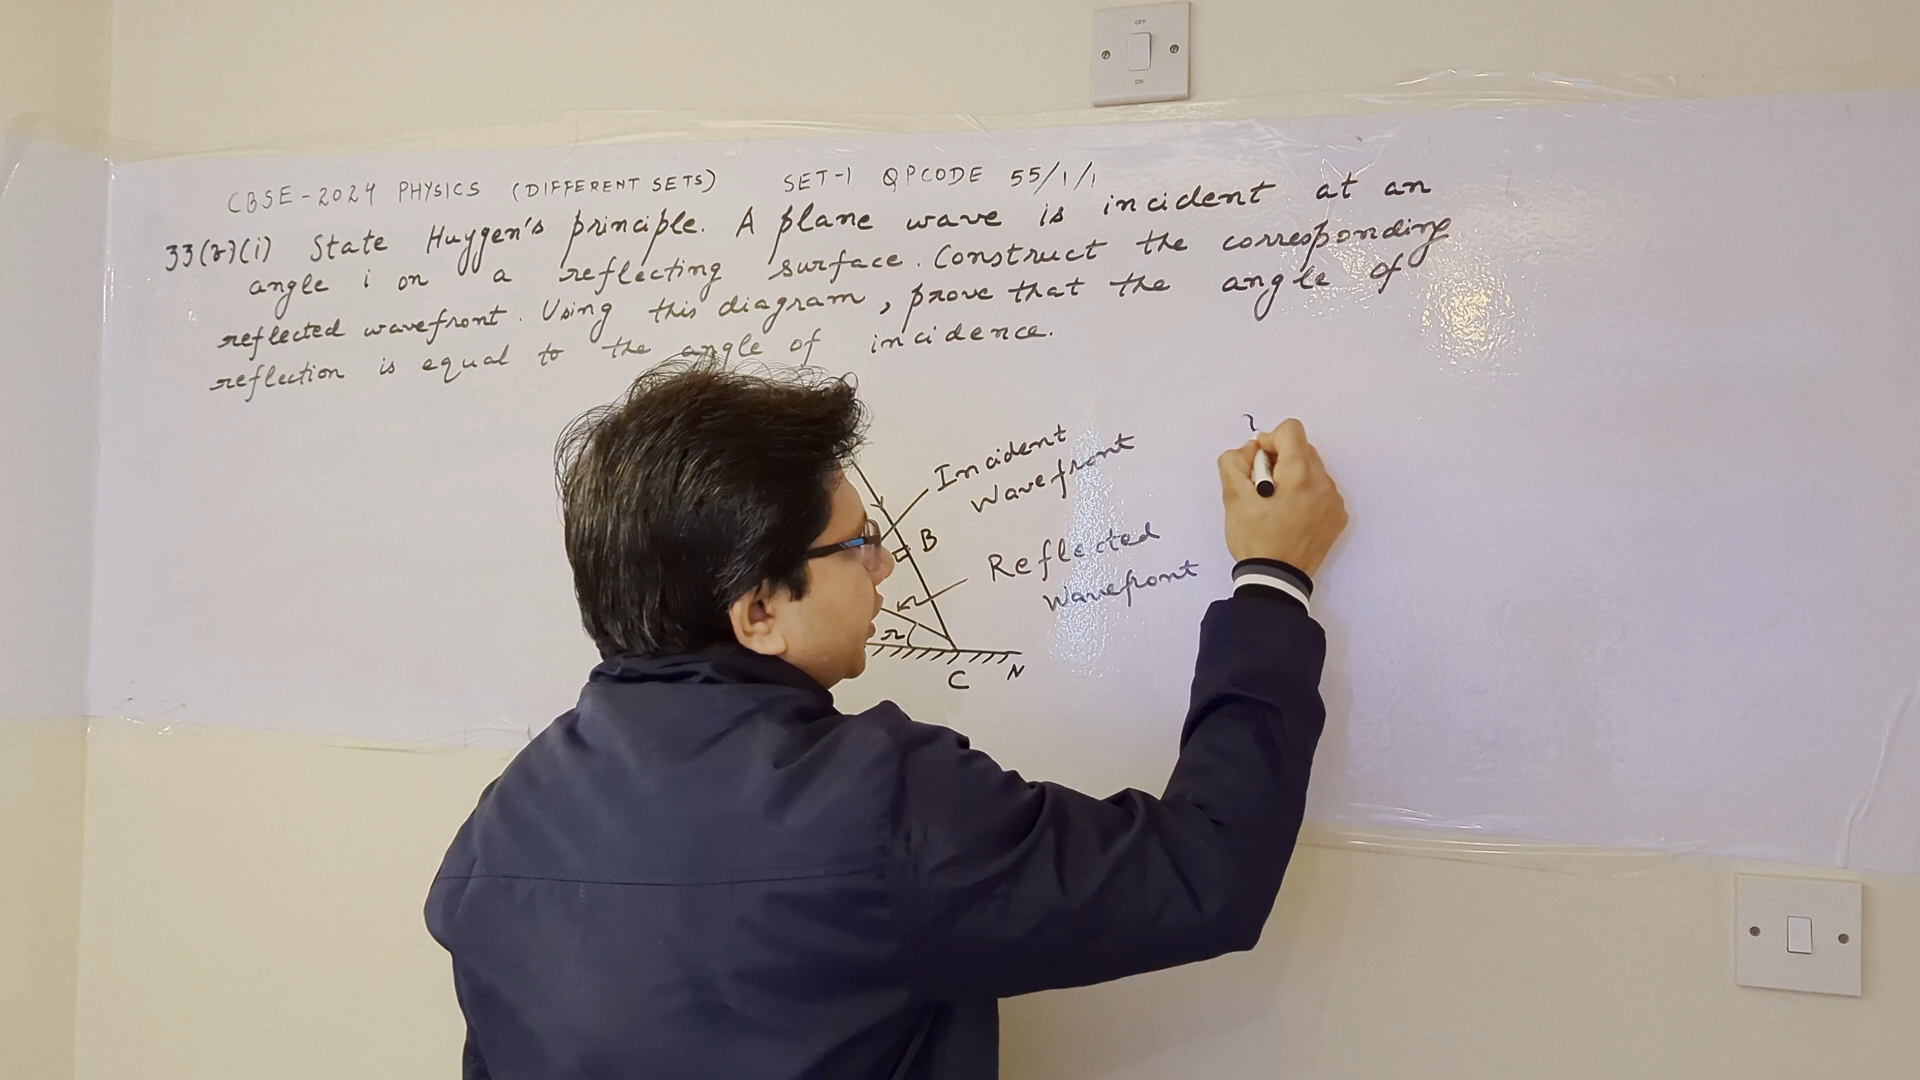 OFF
ON
CBSE-2024 PHYSICS (DIFFERENT SETS) SET-1 QPCODE 55/1/1
State Huygen's principle. A plane wave is incident at an
angle i on a reflecting surface. Construct the corresponding
reflected wavefront. Using this diagram, prove that the angle of
reflection is equal to the angle of incidence.
Incident
Wavefront
B
Reflected
Wavefront
r
C N